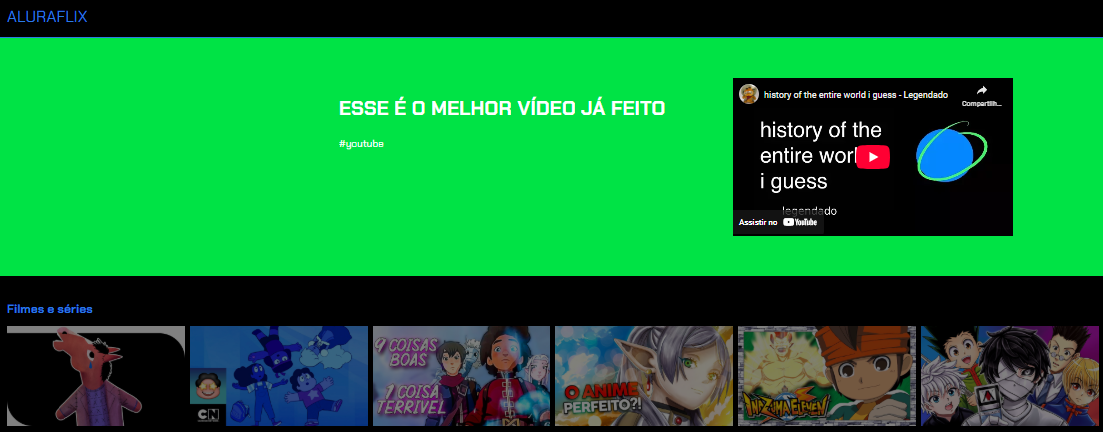 ALURAFLIX
ESSE É O MELHOR VÍDEO JÁ FEITO
#youtube
history of the entire world i guess - Legendado
Compartilh...
history of the
entire worl
i guess
legendado
Assistir no YouTube
Filmes e séries
CN
9 COISAS
BOAS
1 COISA
TERRÍVEL
O ANIME
PERFEITO?!
INAZUMA ELEVEN